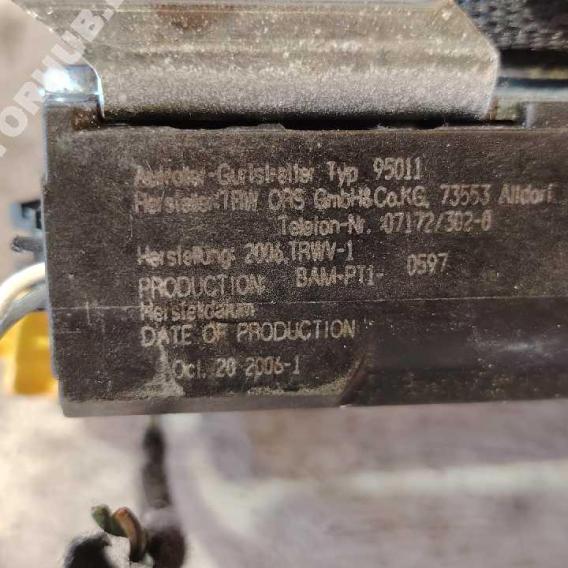 Aufroller-Gurtstraffer Typ 95011
Hersteller:TRW ORS GmbH&Co.KG, 73553 Alldorf
Telefon-Nr. :07172/302-0
Herstellung: 2006,TRWV-1
PRODUCTION: BAM-PT1- 0597
Herstelldatum
DATE OF PRODUCTION
Oct. 20 2006-1